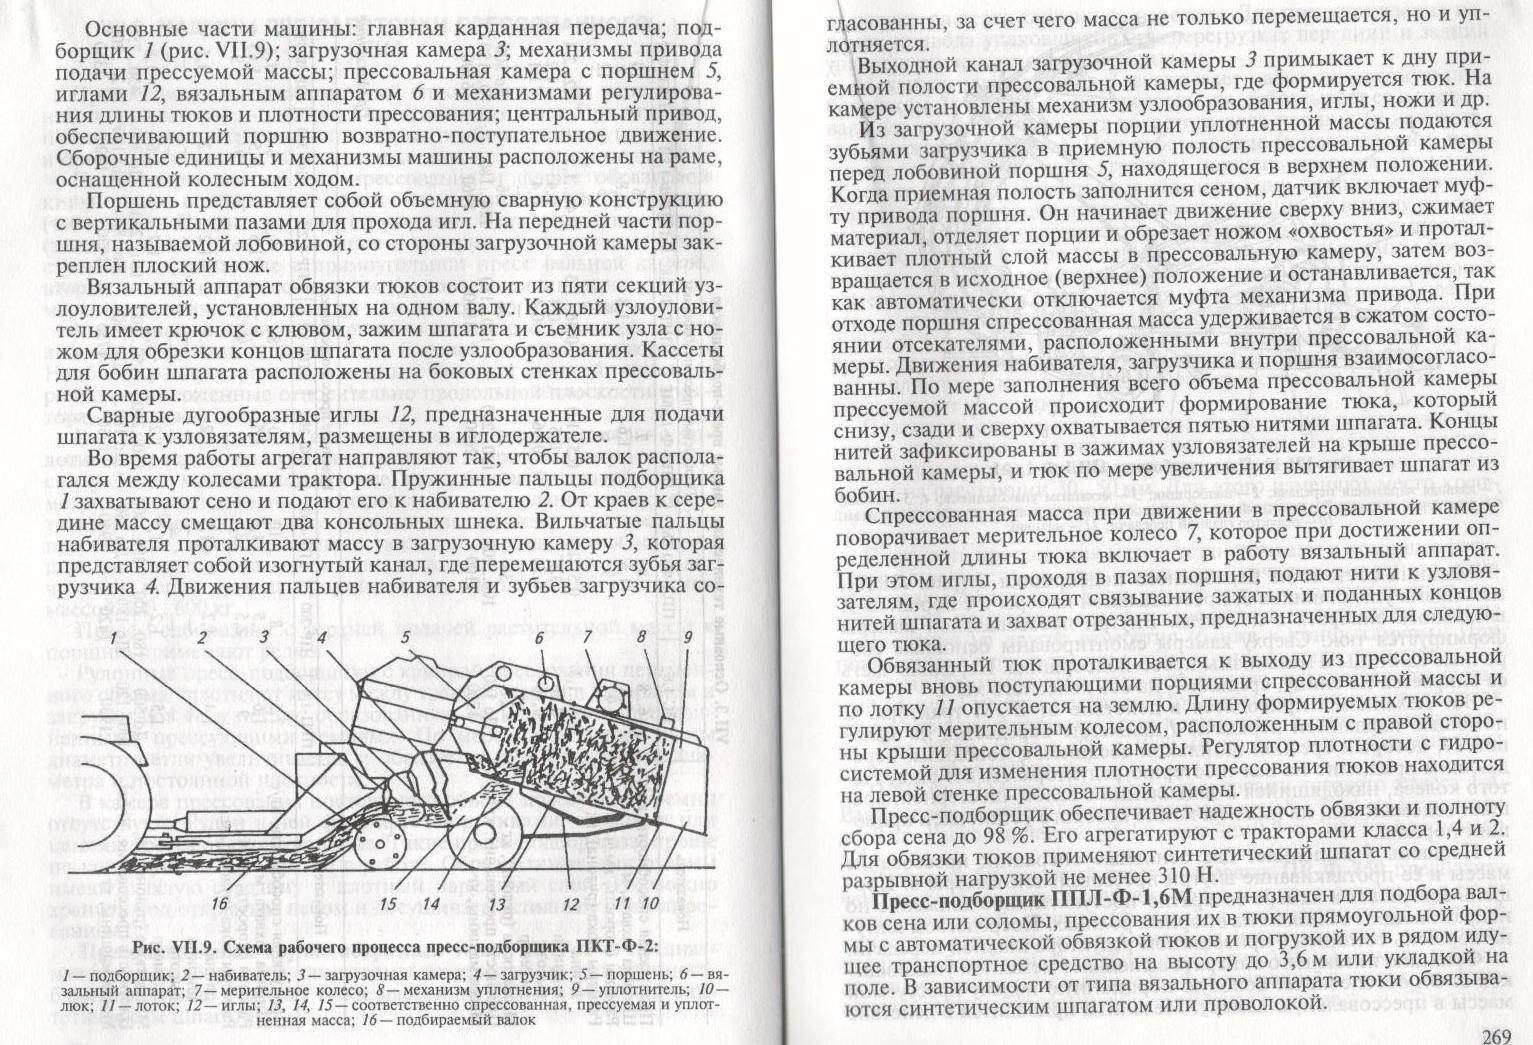 Основные части машины: главная карданная передача; под-
борщик 1 (рис. VII.9); загрузочная камера 3; механизмы привода
подачи прессуемой массы; прессовальная камера с поршнем 5,
иглами 12, вязальным аппаратом 6 и механизмами регулирова-
ния длины тюков и плотности прессования; центральный привод,
обеспечивающий поршню возвратно-поступательное движение.
Сборочные единицы и механизмы машины расположены на раме,
оснащенной колесным ходом.
Поршень представляет собой объемную сварную конструкцию
с вертикальными пазами для прохода игл. На передней части пор-
шня, называемой лобовиной, со стороны загрузочной камеры зак-
реплен плоский нож.
Вязальный аппарат обвязки тюков состоит из пяти секций уз-
лоуловителей, установленных на одном валу. Каждый узлоулови-
тель имеет крючок с клювом, зажим шпагата и съемник узла с но-
жом для обрезки концов шпагата после узлообразования. Кассеты
для бобин шпагата расположены на боковых стенках прессоваль-
ной камеры.
Сварные дугообразные иглы 12, предназначенные для подачи
шпагата к узловязателям, размещены в иглодержателе.
Во время работы агрегат направляют так, чтобы валок распола-
гался между колесами трактора. Пружинные пальцы подборщика
1 захватывают сено и подают его к набивателю 2. От краев к сере-
дине массу смещают два консольных шнека. Вильчатые пальцы
набивателя проталкивают массу в загрузочную камеру 3, которая
представляет собой изогнутый канал, где перемещаются зубья заг-
рузчика 4. Движения пальцев набивателя и зубьев загрузчика со-
1 2 3 4 5 6 7 8 9
16 15 14 13 12 11 10
Рис. VII.9. Схема рабочего процесса пресс-подборщика ПКТ-Ф-2:
1 — подборщик; 2 — набиватель; 3 — загрузочная камера; 4 — загрузчик; 5 — поршень; 6 — вя-
зальный аппарат; 7 — мерительное колесо; 8 — механизм уплотнения; 9 — уплотнитель; 10 —
люк; 11 — лоток; 12 — иглы; 13, 14, 15 — соответственно спрессованная, прессуемая и уплот-
ненная масса; 16 — подбираемый валок
гласованны, за счет чего масса не только перемещается, но и уп-
лотняется.
Выходной канал загрузочной камеры 3 примыкает к дну при-
емной полости прессовальной камеры, где формируется тюк. На
камере установлены механизм узлообразования, иглы, ножи и др.
Из загрузочной камеры порции уплотненной массы подаются
зубьями загрузчика в приемную полость прессовальной камеры
перед лобовиной поршня 5, находящегося в верхнем положении.
Когда приемная полость заполнится сеном, датчик включает муф-
ту привода поршня. Он начинает движение сверху вниз, сжимает
материал, отделяет порции и обрезает ножом «охвостья» и протал-
кивает плотный слой массы в прессовальную камеру, затем воз-
вращается в исходное (верхнее) положение и останавливается, так
как автоматически отключается муфта механизма привода. При
отходе поршня спрессованная масса удерживается в сжатом состо-
янии отсекателями, расположенными внутри прессовальной ка-
меры. Движения набивателя, загрузчика и поршня взаимосогласо-
ванны. По мере заполнения всего объема прессовальной камеры
прессуемой массой происходит формирование тюка, который
снизу, сзади и сверху охватывается пятью нитями шпагата. Концы
нитей зафиксированы в зажимах узловязателей на крыше прессо-
вальной камеры, и тюк по мере увеличения вытягивает шпагат из
бобин.
Спрессованная масса при движении в прессовальной камере
поворачивает мерительное колесо 7, которое при достижении оп-
ределенной длины тюка включает в работу вязальный аппарат.
При этом иглы, проходя в пазах поршня, подают нити к узловя-
зателям, где происходят связывание зажатых и поданных концов
нитей шпагата и захват отрезанных, предназначенных для следую-
щего тюка.
Обвязанный тюк проталкивается к выходу из прессовальной
камеры вновь поступающими порциями спрессованной массы и
по лотку 11 опускается на землю. Длину формируемых тюков ре-
гулируют мерительным колесом, расположенным с правой сторо-
ны крыши прессовальной камеры. Регулятор плотности с гидро-
системой для изменения плотности прессования тюков находится
на левой стенке прессовальной камеры.
Пресс-подборщик обеспечивает надежность обвязки и полноту
сбора сена до 98 %. Его агрегатируют с тракторами класса 1,4 и 2.
Для обвязки тюков применяют синтетический шпагат со средней
разрывной нагрузкой не менее 310 Н.
Пресс-подборщик ППЛ-Ф-1,6М предназначен для подбора вал-
ков сена или соломы, прессования их в тюки прямоугольной фор-
мы с автоматической обвязкой тюков и погрузкой их в рядом иду-
щее транспортное средство на высоту до 3,6 м или укладкой на
поле. В зависимости от типа вязального аппарата тюки обвязыва-
ются синтетическим шпагатом или проволокой.
269